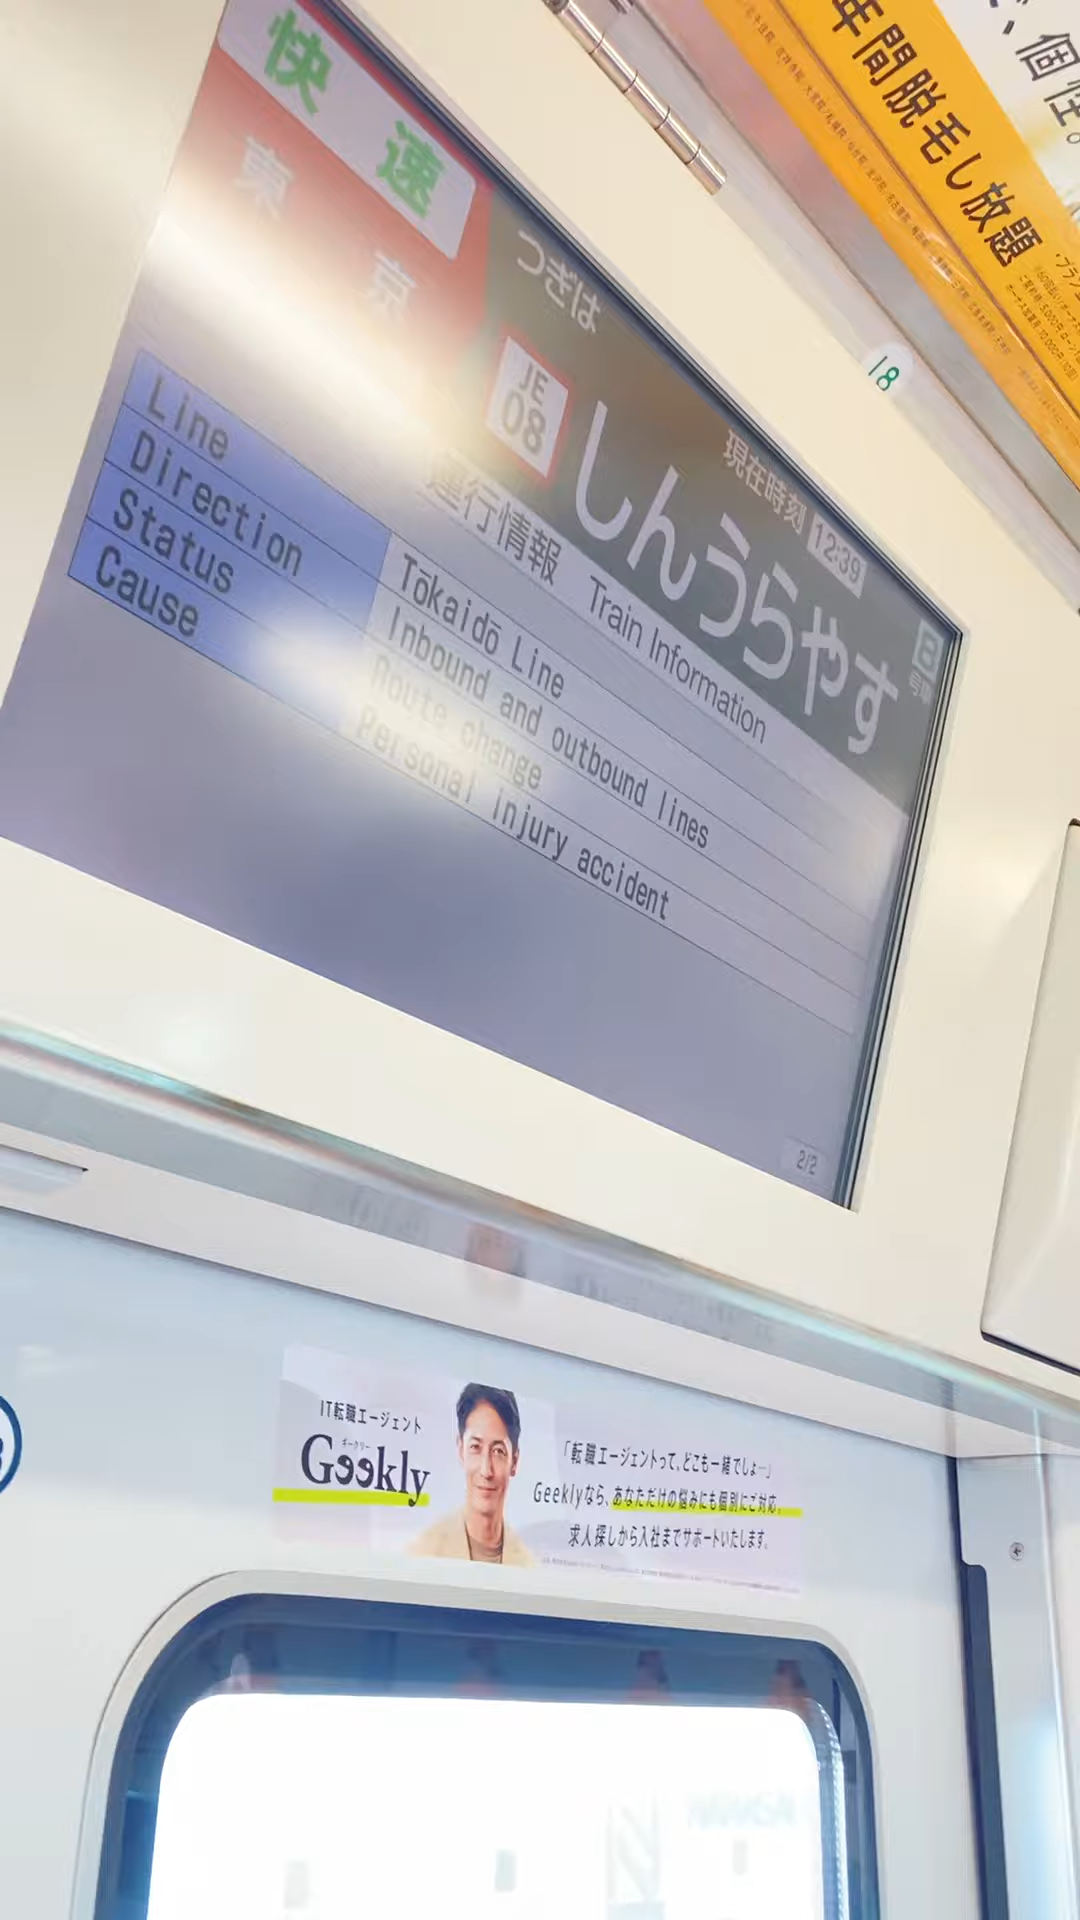 快速
東京
つぎは
JE
08
しんうらやす
現在時刻 12:39
8
号車
運行情報 Train Information
Line Tōkaidō Line
Direction Inbound and outbound lines
Status Route change
Cause Personal injury accident
2/2
18
年間脱毛し放題
個性。
IT転職エージェント
ギークリー
Geekly
「転職エージェントって、どこも一緒でしょ…」
Geeklyなら、あなただけの悩みにも個別にご対応。
求人探しから入社までサポートいたします。